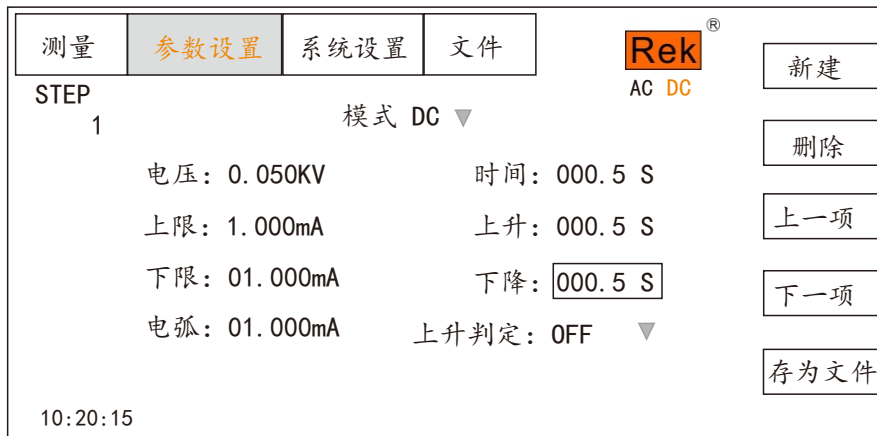 测量 参数设置 系统设置 文件
Rek®
AC DC
STEP
1
模式 DC ▼
电压: 0.050KV 时间: 000.5 S
上限: 1.000mA 上升: 000.5 S
下限: 01.000mA 下降: 000.5 S
电弧: 01.000mA 上升判定: OFF ▼
10:20:15
新建
删除
上一项
下一项
存为文件